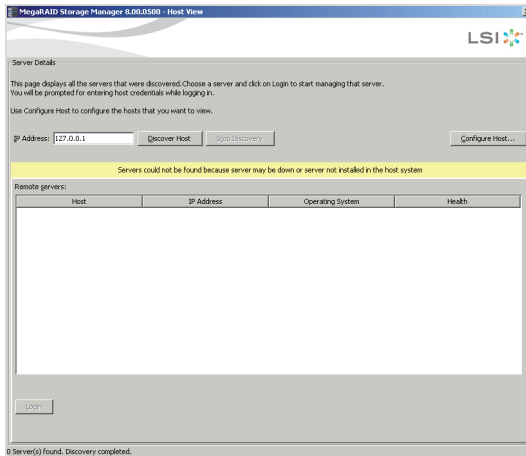 MegaRAID Storage Manager 8.00.0500 - Host View
LSI
Server Details
This page displays all the servers that were discovered.Choose a server and click on Login to start managing that server.
You will be prompted for entering host credentials while logging in.
Use Configure Host to configure the hosts that you want to view.
IP Address: 127.0.0.1 Discover Host Stop Discovery Configure Host...
Servers could not be found because server may be down or server not installed in the host system
Remote servers:
Host IP Address Operating System Health
Login
0 Server(s) found. Discovery completed.